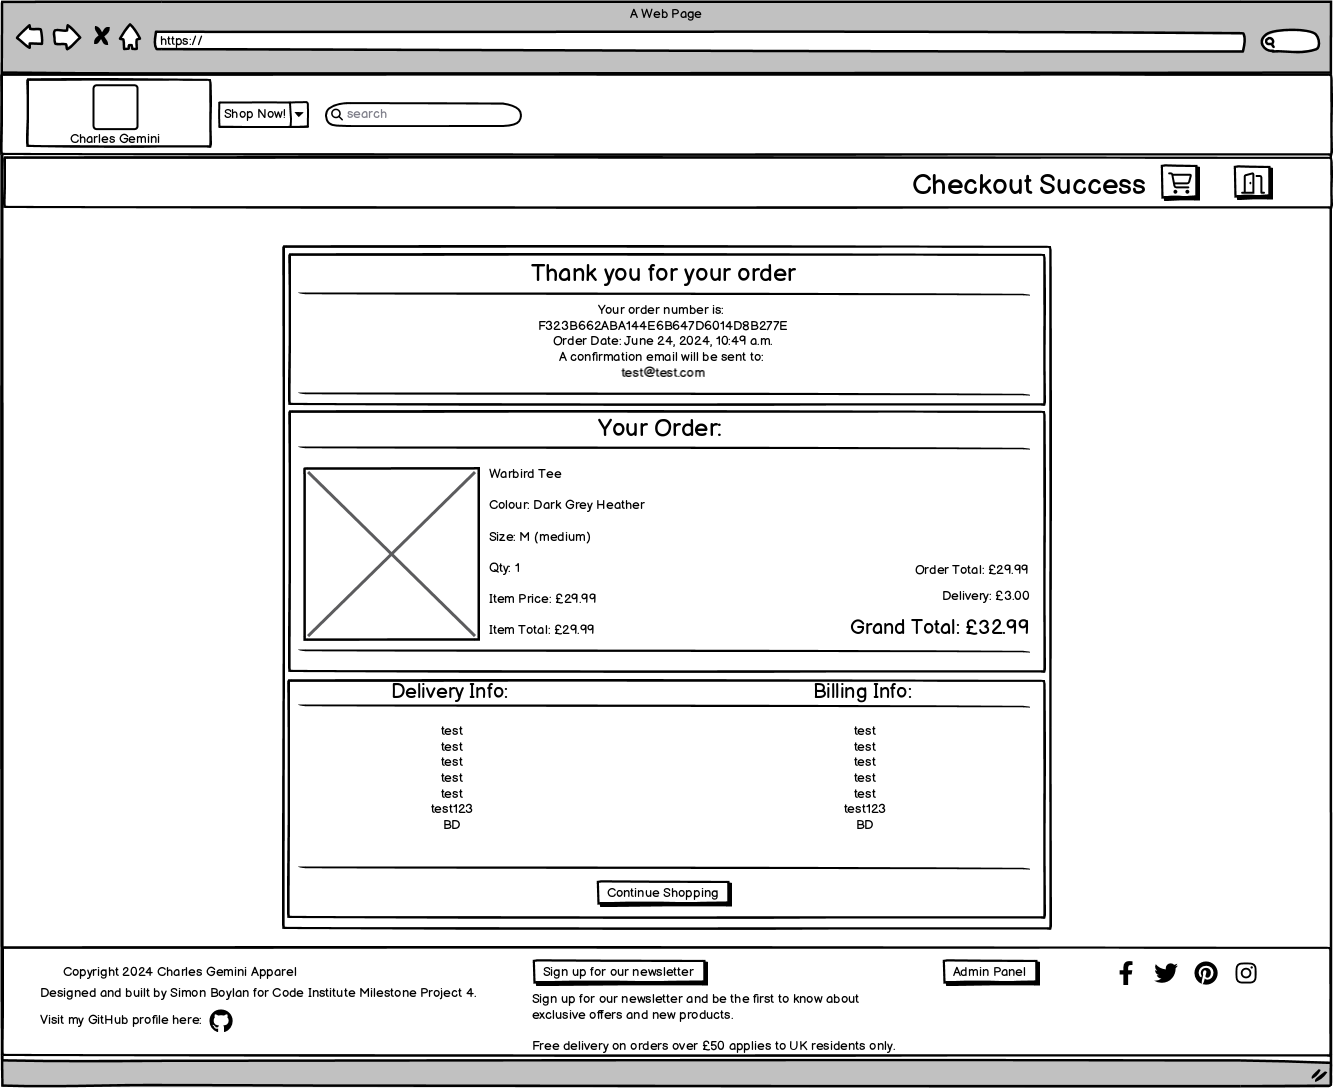 A Web Page
https://
Charles Gemini
Shop Now!
search
Checkout Success
Thank you for your order
Your order number is:
F323B662ABA144E6B647D6014D8B277E
Order Date: June 24, 2024, 10:49 a.m.
A confirmation email will be sent to:
test@test.com
Your Order:
Warbird Tee
Colour: Dark Grey Heather
Size: M (medium)
Qty: 1
Item Price: £29.99
Item Total: £29.99
Order Total: £29.99
Delivery: £3.00
Grand Total: £32.99
Delivery Info:
test
test
test
test
test
test123
BD
Billing Info:
test
test
test
test
test
test123
BD
Continue Shopping
Copyright 2024 Charles Gemini Apparel
Designed and built by Simon Boylan for Code Institute Milestone Project 4.
Visit my GitHub profile here:
Sign up for our newsletter
Sign up for our newsletter and be the first to know about
exclusive offers and new products.
Free delivery on orders over £50 applies to UK residents only.
Admin Panel